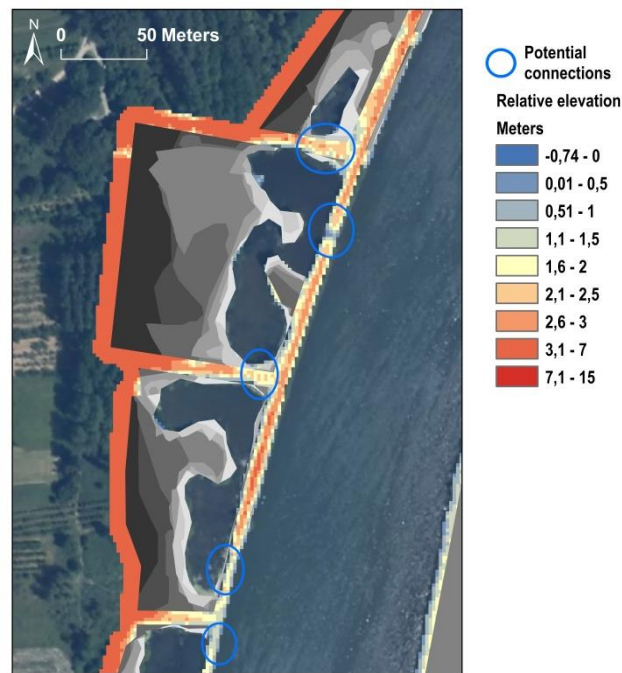 N
0 50 Meters
Potential
connections
Relative elevation
Meters
-0,74 - 0
0,01 - 0,5
0,51 - 1
1,1 - 1,5
1,6 - 2
2,1 - 2,5
2,6 - 3
3,1 - 7
7,1 - 15